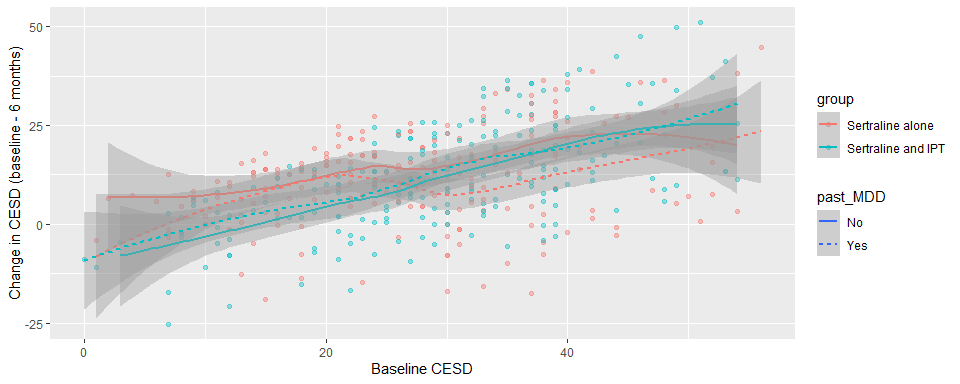 50
25
0
-25
Change in CESD (baseline - 6 months)
0
20
40
Baseline CESD
group
Sertraline alone
Sertraline and IPT
past_MDD
No
Yes